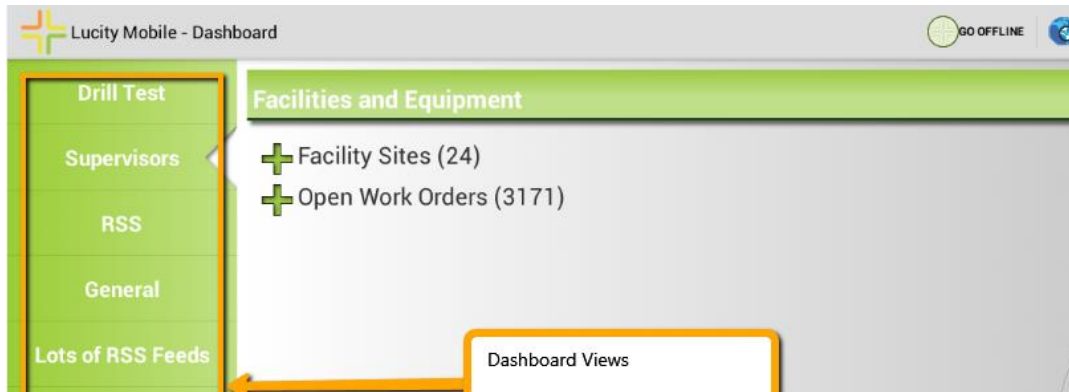 Lucity Mobile - Dashboard
GO OFFLINE
Drill Test
Supervisors
RSS
General
Lots of RSS Feeds
Facilities and Equipment
Facility Sites (24)
Open Work Orders (3171)
Dashboard Views